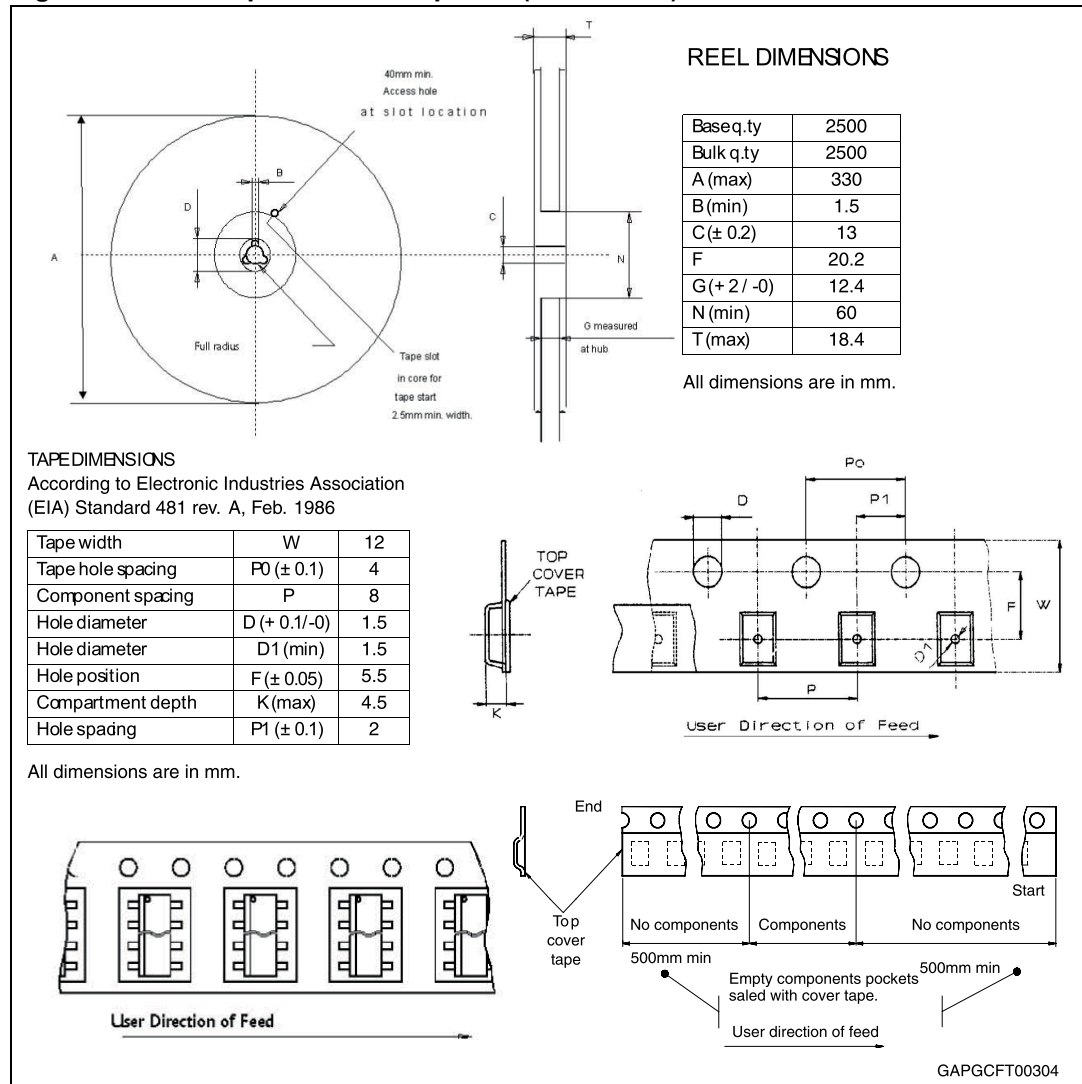 REEL DIMENSIONS
T
40mm min.
Access hole
at slot location
B
D
C
A
N
G measured
at hub
Full radius
Tape slot
in core for
tape start
2.5mm min. width.
Base q.ty 2500
Bulk q.ty 2500
A (max) 330
B (min) 1.5
C (± 0.2) 13
F 20.2
G (+ 2 / -0) 12.4
N (min) 60
T (max) 18.4
All dimensions are in mm.
TAPE DIMENSIONS
According to Electronic Industries Association
(EIA) Standard 481 rev. A, Feb. 1986
Tape width W 12
Tape hole spacing P0 (± 0.1) 4
Component spacing P 8
Hole diameter D (+ 0.1/-0) 1.5
Hole diameter D1 (min) 1.5
Hole position F (± 0.05) 5.5
Compartment depth K (max) 4.5
Hole spacing P1 (± 0.1) 2
All dimensions are in mm.
TOP
COVER
TAPE
K
Po
D
P1
F
W
D1
P
User Direction of Feed
User Direction of Feed
End
Start
Top
cover
tape
No components
Components
No components
500mm min
500mm min
Empty components pockets
saled with cover tape.
User direction of feed
GAPGCFT00304